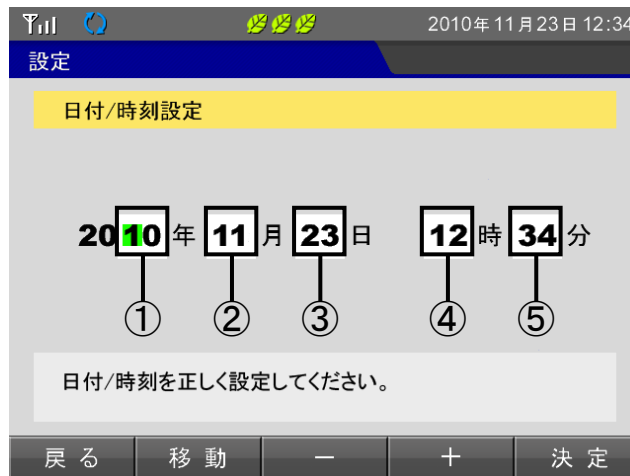 2010年11月23日 12:34
設定
日付/時刻設定
2010年 11月 23日 12時 34分
① ② ③ ④ ⑤
日付/時刻を正しく設定してください。
戻る 移動 － ＋ 決定